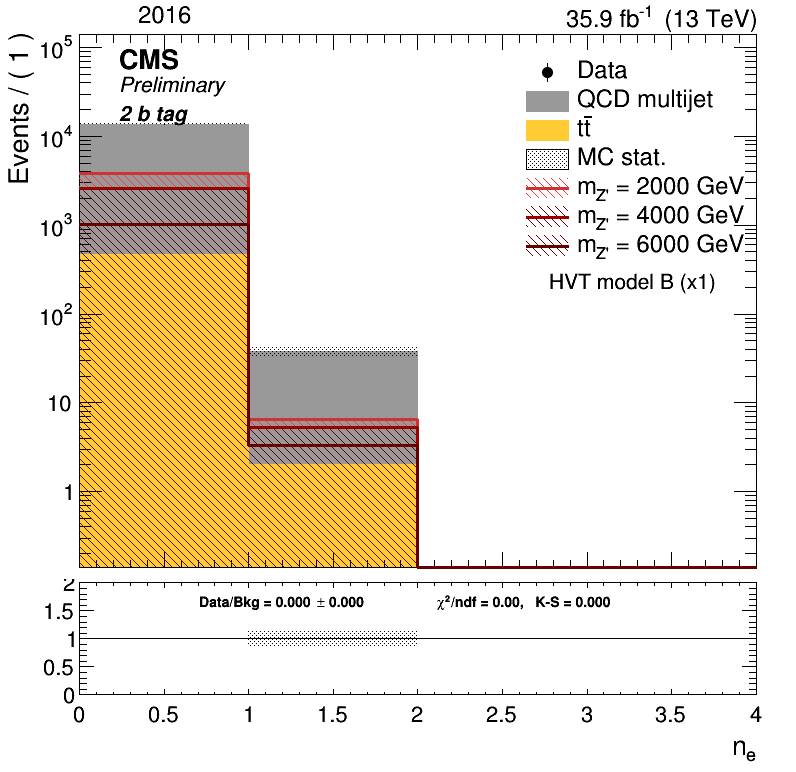 2016
35.9 fb⁻¹ (13 TeV)
Events / ( 1 )
CMS
Preliminary
2 b tag
Data
QCD multijet
tt̄
MC stat.
m_Z' = 2000 GeV
m_Z' = 4000 GeV
m_Z' = 6000 GeV
HVT model B (x1)
10⁵
10⁴
10³
10²
10
1
Data/Bkg = 0.000 ± 0.000
χ²/ndf = 0.00, K-S = 0.000
2
1.5
1
0.5
0
0 0.5 1 1.5 2 2.5 3 3.5 4
n_e